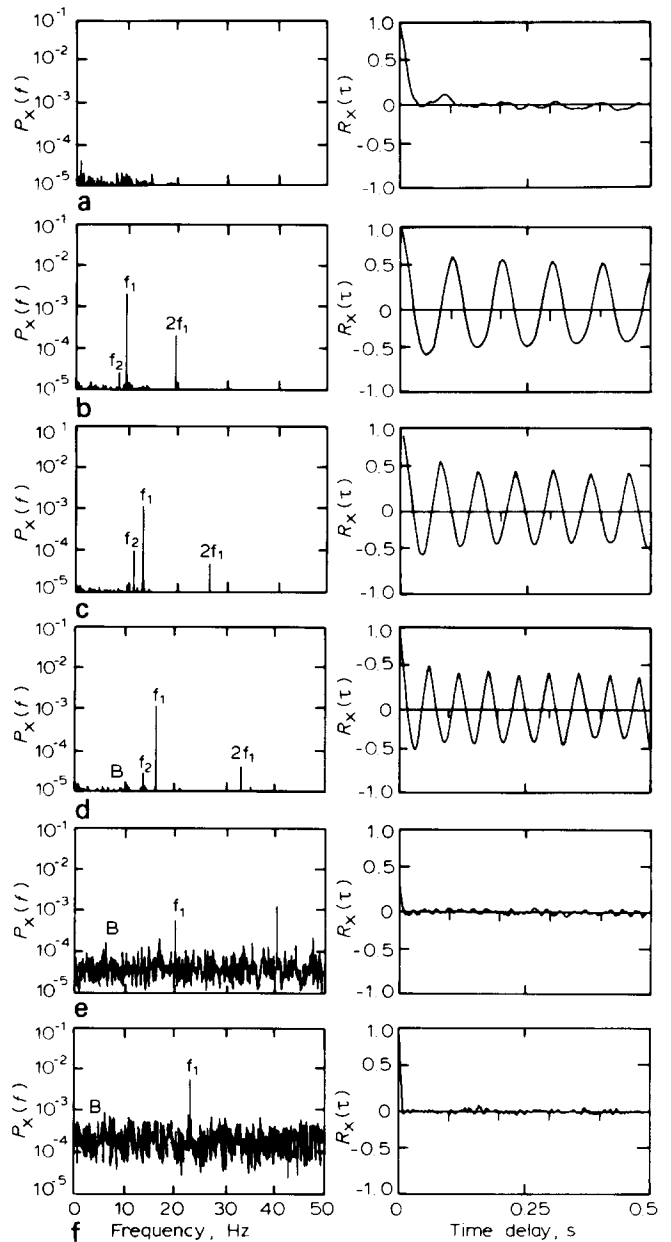 P_x(f)
10^-1
10^-2
10^-3
10^-4
10^-5
a
R_x(τ)
1.0
0.5
0
-0.5
-1.0
P_x(f)
10^-1
10^-2
10^-3
10^-4
10^-5
f_1
f_2
2f_1
b
R_x(τ)
1.0
0.5
0
-0.5
-1.0
P_x(f)
10^-1
10^-2
10^-3
10^-4
10^-5
f_1
f_2
2f_1
c
R_x(τ)
1.0
0.5
0
-0.5
-1.0
P_x(f)
10^-1
10^-2
10^-3
10^-4
10^-5
f_1
B
f_2
2f_1
d
R_x(τ)
1.0
-0.5
0
-0.5
-1.0
P_x(f)
10^-1
10^-2
10^-3
10^-4
10^-5
B
f_1
e
R_x(τ)
1.0
0.5
0
-0.5
-1.0
P_x(f)
10^-1
10^-2
10^-3
10^-4
10^-5
B
f_1
0 10 20 30 40 50
f Frequency, Hz
R_x(τ)
1.0
0.5
0
-0.5
-1.0
0 0.25 0.5
Time delay, s